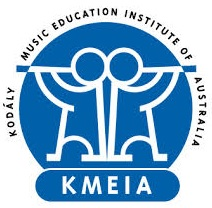 KODÁLY MUSIC EDUCATION INSTITUTE OF AUSTRALIA
KMEIA